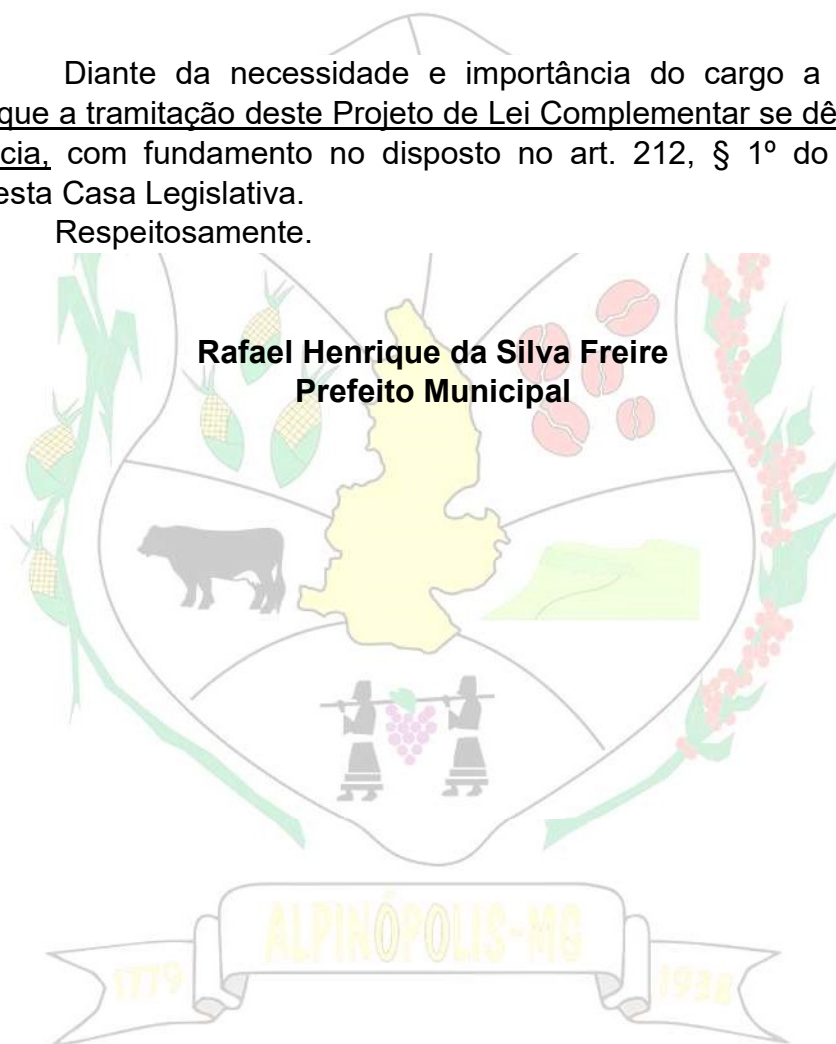 Diante da necessidade e importância do cargo a
que a tramitação deste Projeto de Lei Complementar se dê
cia, com fundamento no disposto no art. 212, § 1º do
esta Casa Legislativa.
Respeitosamente.
Rafael Henrique da Silva Freire
Prefeito Municipal
ALPINÓPOLIS-MG
1779
1938